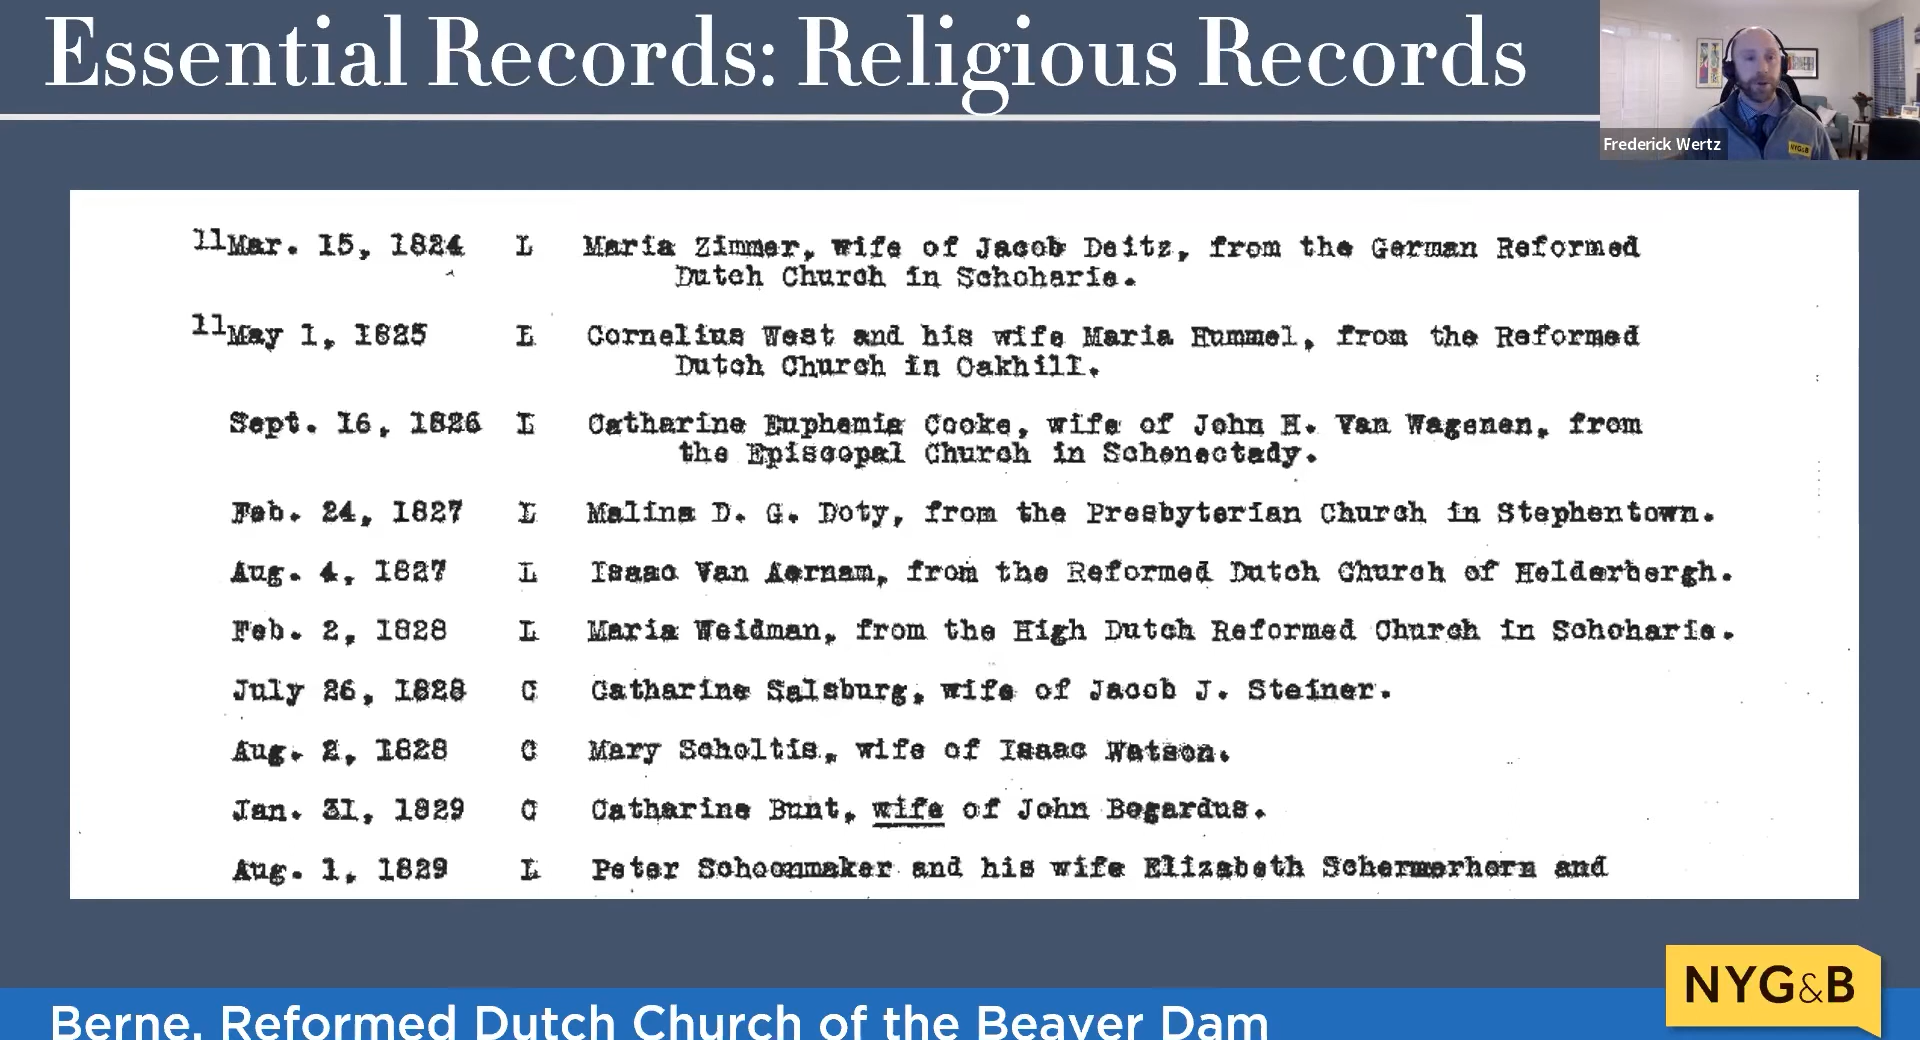 Essential Records: Religious Records
Frederick Wertz
NYG&B
11Mar. 15, 1824 L Maria Zimmer, wife of Jacob Deitz, from the German Reformed
Dutch Church in Schoharie.
11May 1, 1825 L Cornelius West and his wife Maria Hummel, from the Reformed
Dutch Church in Oakhill.
Sept. 16, 1826 L Catharine Euphemia Cooke, wife of John H. Van Wagenen, from
the Episcopal Church in Schenectady.
Feb. 24, 1827 L Malina D. G. Doty, from the Presbyterian Church in Stephentown.
Aug. 4, 1827 L Isaac Van Aernam, from the Reformed Dutch Church of Helderbergh.
Feb. 2, 1828 L Maria Weidman, from the High Dutch Reformed Church in Schoharie.
July 26, 1828 C Catharine Salsburg, wife of Jacob J. Steiner.
Aug. 2, 1828 C Mary Scholtis, wife of Isaac Watson.
Jan. 31, 1829 C Catharine Bunt, wife of John Bogardus.
Aug. 1, 1829 L Peter Schoonmaker and his wife Elizabeth Schermerhorn and
NYG&B
Berne, Reformed Dutch Church of the Beaver Dam